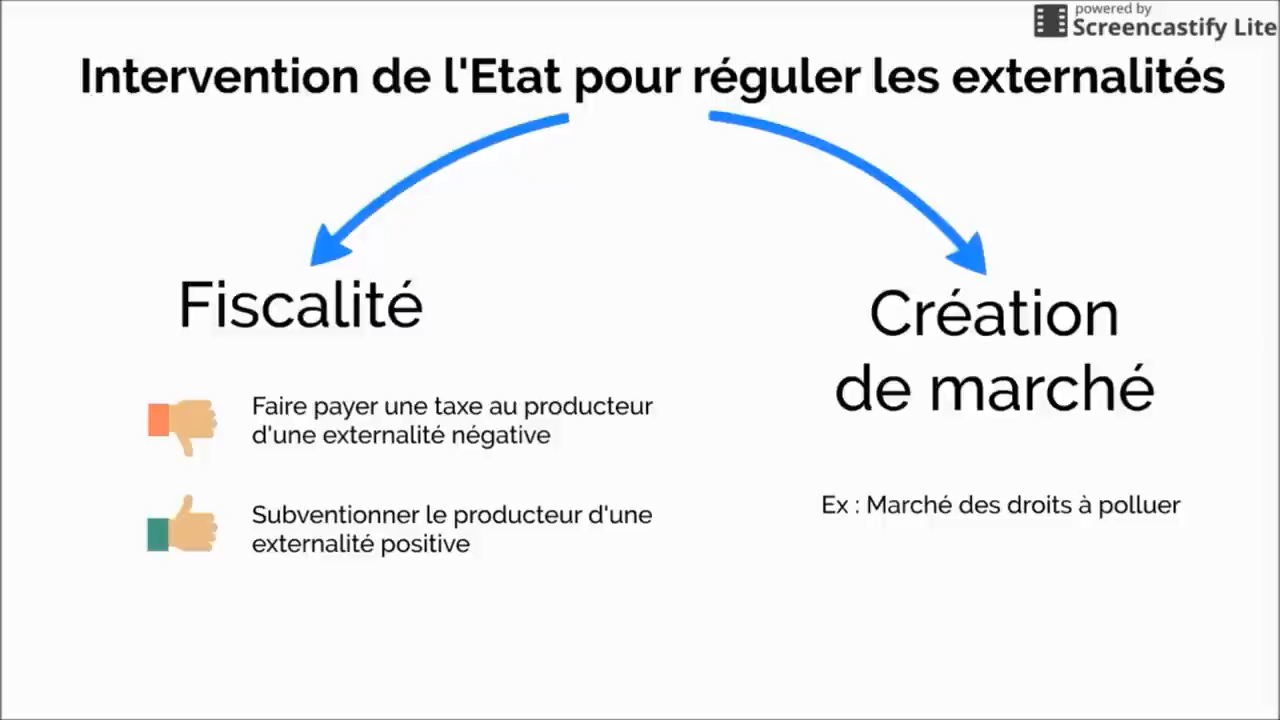 powered by
Screencastify Lite
Intervention de l'Etat pour réguler les externalités
Fiscalité
Faire payer une taxe au producteur
d'une externalité négative
Subventionner le producteur d'une
externalité positive
Création
de marché
Ex : Marché des droits à polluer